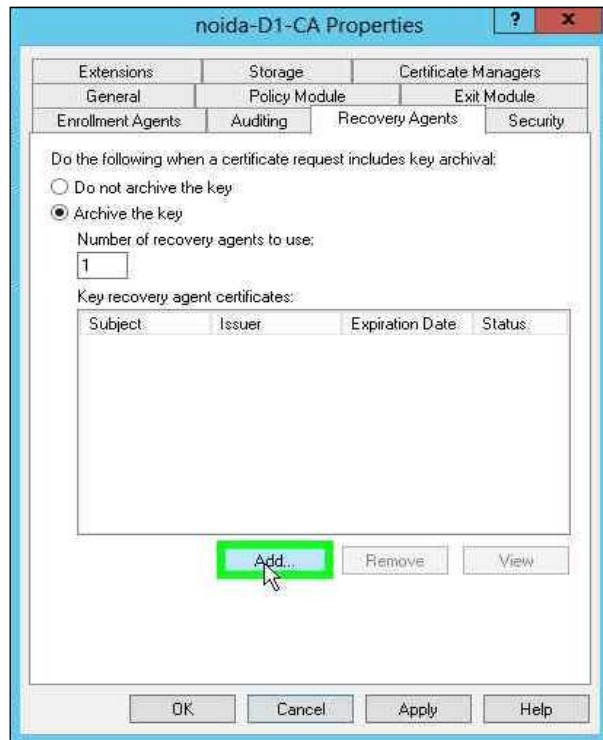 noida-D1-CA Properties
?
x
Extensions
Storage
Certificate Managers
General
Policy Module
Exit Module
Enrollment Agents
Auditing
Recovery Agents
Security
Do the following when a certificate request includes key archival:
Do not archive the key
Archive the key
Number of recovery agents to use:
1
Key recovery agent certificates:
Subject
Issuer
Expiration Date
Status
Add...
Remove
View
OK
Cancel
Apply
Help